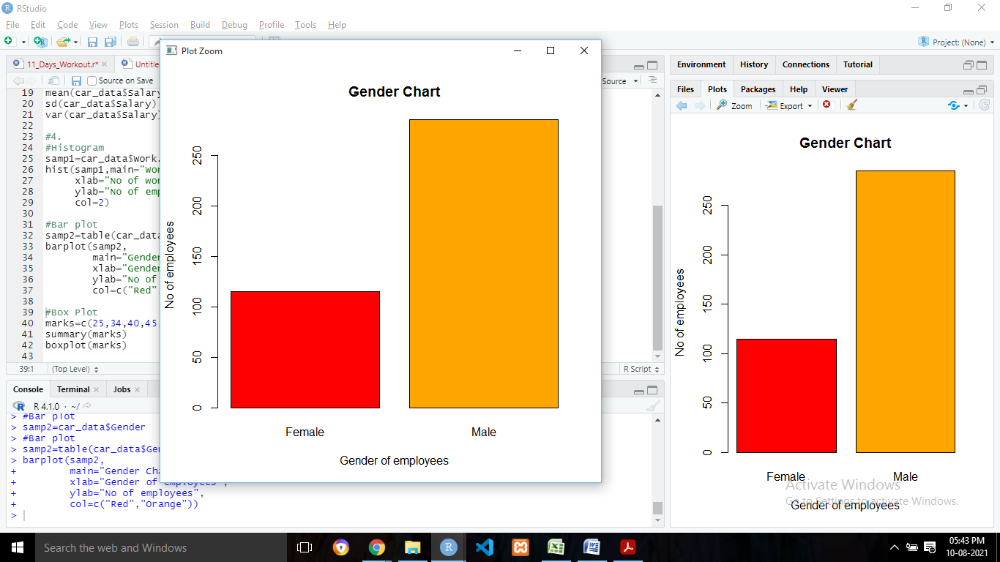 RStudio
File Edit Code View Plots Session Build Debug Profile Tools Help
Project: (None)
11_Days_Workout.r*
Source on Save
Source
19 mean(car_data$Salary
20 sd(car_data$Salary)
21 var(car_data$Salary)
22
23 #4.
24 #Histogram
25 samp1=car_data$Work.
26 hist(samp1,main="Wor
27 xlab="No of wor
28 ylab="No of emp
29 col=2)
30
31 #Bar plot
32 samp2=table(car_data
33 barplot(samp2,
34 main="Gender
35 xlab="Gender
36 ylab="No of
37 col=c("Red"
38
39 #Box Plot
40 marks=c(25,34,40,45
41 summary(marks)
42 boxplot(marks)
43
39:1 (Top Level) R Script
Console Terminal Jobs
R 4.1.0 · ~/
> #Bar plot
> samp2=car_data$Gender
> #Bar plot
> samp2=table(car_data$Ge
> barplot(samp2,
+ main="Gender Cha
+ xlab="Gender of employees",
+ ylab="No of employees",
+ col=c("Red","Orange"))
>
Plot Zoom
Gender Chart
No of employees
250
200
150
100
50
0
Female Male
Gender of employees
Environment History Connections Tutorial
Files Plots Packages Help Viewer
Zoom Export
Gender Chart
No of employees
250
200
150
100
50
0
Female Male
Gender of employees
Activate Windows
Go to Settings to activate Windows.
Search the web and Windows
05:43 PM
10-08-2021